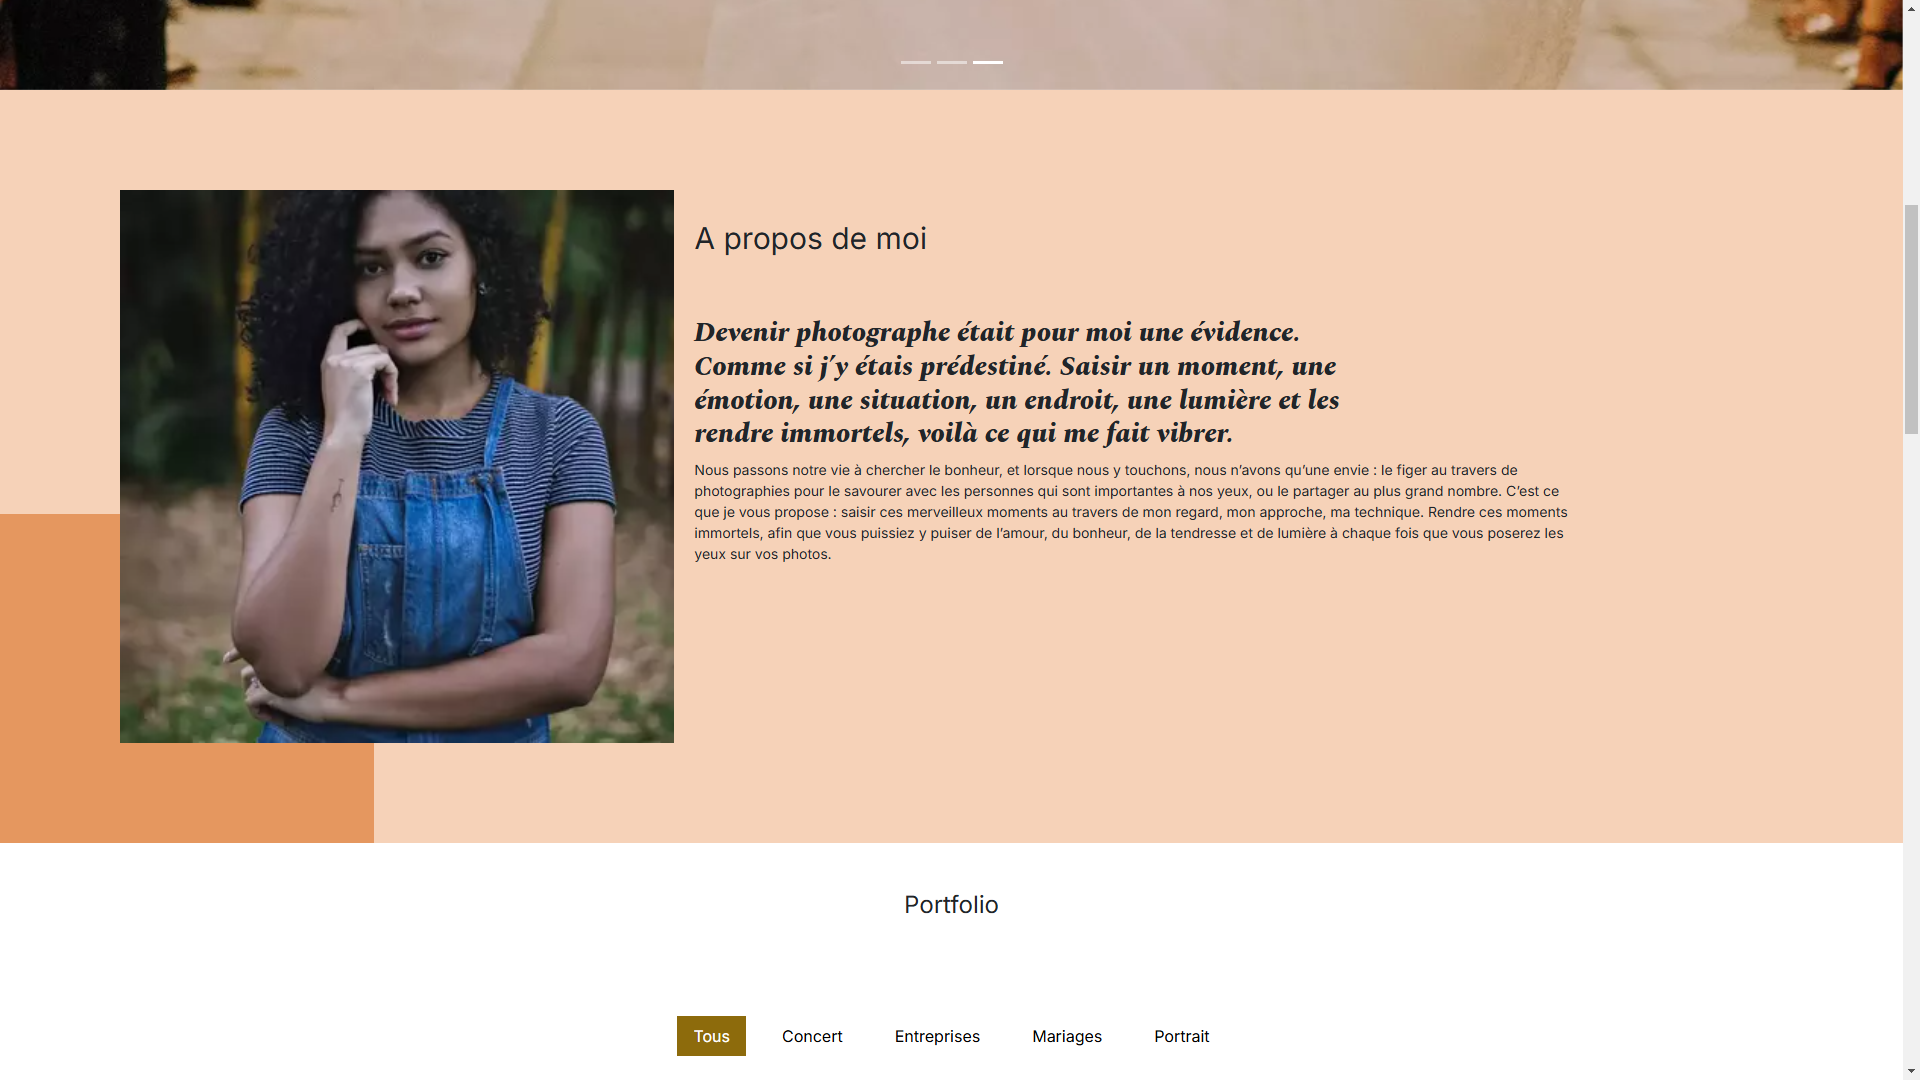 A propos de moi
Devenir photographe était pour moi une évidence.
Comme si j’y étais prédestiné. Saisir un moment, une
émotion, une situation, un endroit, une lumière et les
rendre immortels, voilà ce qui me fait vibrer.
Nous passons notre vie à chercher le bonheur, et lorsque nous y touchons, nous n’avons qu’une envie : le figer au travers de
photographies pour le savourer avec les personnes qui sont importantes à nos yeux, ou le partager au plus grand nombre. C’est ce
que je vous propose : saisir ces merveilleux moments au travers de mon regard, mon approche, ma technique. Rendre ces moments
immortels, afin que vous puissiez y puiser de l’amour, du bonheur, de la tendresse et de lumière à chaque fois que vous poserez les
yeux sur vos photos.
Portfolio
Tous Concert Entreprises Mariages Portrait